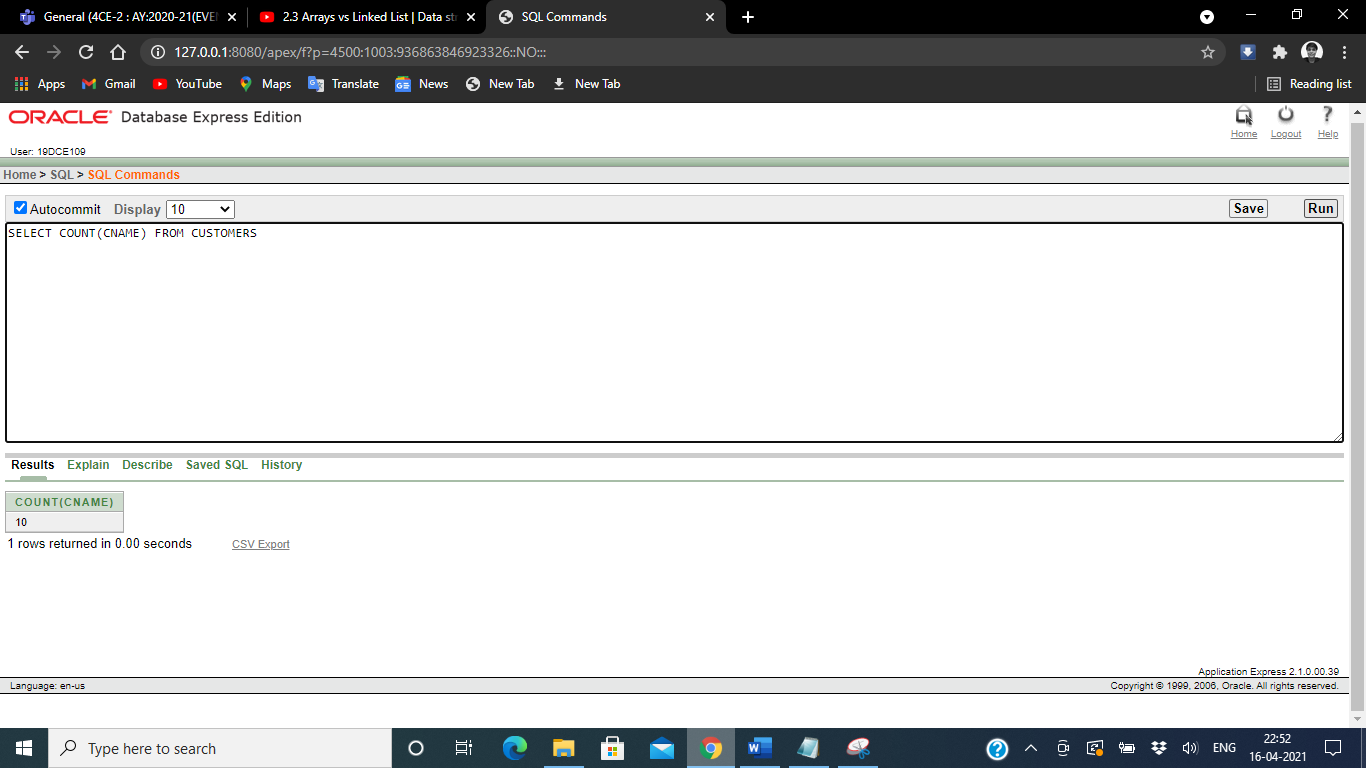 General (4CE-2 : AY:2020-21(EVE
2.3 Arrays vs Linked List | Data str
SQL Commands
127.0.0.1:8080/apex/f?p=4500:1003:936863846923326::NO:::
Apps Gmail YouTube Maps Translate News New Tab New Tab Reading list
ORACLE Database Express Edition
Home Logout Help
User: 19DCE109
Home > SQL > SQL Commands
Autocommit Display 10 Save Run
SELECT COUNT(CNAME) FROM CUSTOMERS
Results Explain Describe Saved SQL History
COUNT(CNAME)
10
1 rows returned in 0.00 seconds CSV Export
Application Express 2.1.0.00.39
Language: en-us Copyright © 1999, 2006, Oracle. All rights reserved.
Type here to search
ENG
22:52
16-04-2021